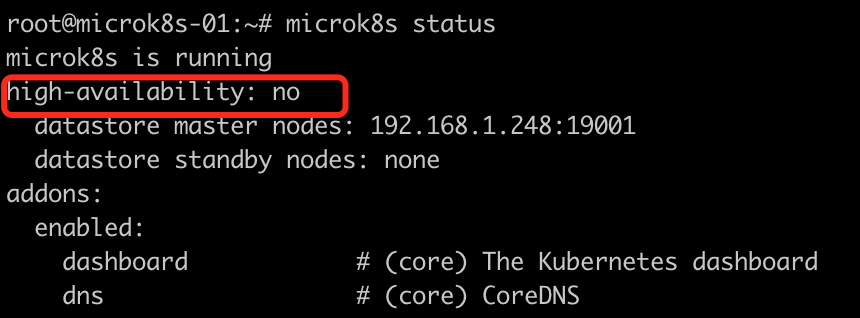 root@microk8s-01:~# microk8s status
microk8s is running
high-availability: no
  datastore master nodes: 192.168.1.248:19001
  datastore standby nodes: none
addons:
  enabled:
    dashboard            # (core) The Kubernetes dashboard
    dns                  # (core) CoreDNS